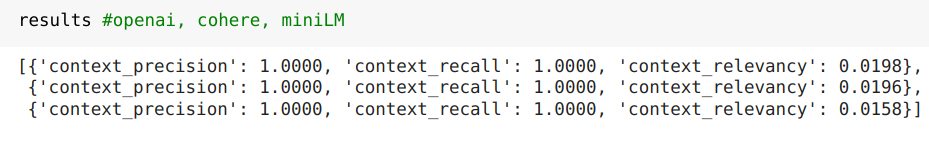 results #openai, cohere, miniLM
[{'context_precision': 1.0000, 'context_recall': 1.0000, 'context_relevancy': 0.0198},
{'context_precision': 1.0000, 'context_recall': 1.0000, 'context_relevancy': 0.0196},
{'context_precision': 1.0000, 'context_recall': 1.0000, 'context_relevancy': 0.0158}]